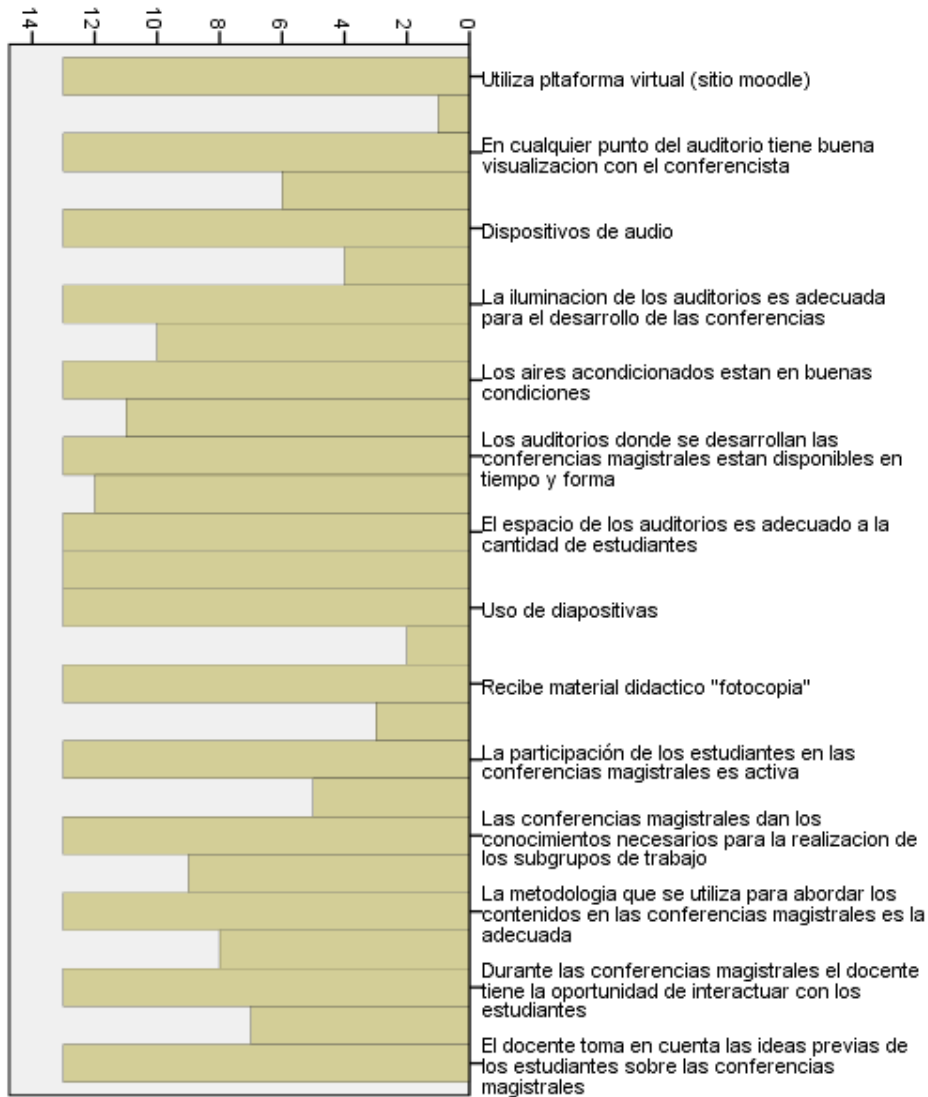 14 12 10 8 6 4 2 0
Utiliza pltaforma virtual (sitio moodle)
En cualquier punto del auditorio tiene buena
visualizacion con el conferencista
Dispositivos de audio
La iluminacion de los auditorios es adecuada
para el desarrollo de las conferencias
Los aires acondicionados estan en buenas
condiciones
Los auditorios donde se desarrollan las
conferencias magistrales estan disponibles en
tiempo y forma
El espacio de los auditorios es adecuado a la
cantidad de estudiantes
Uso de diapositivas
Recibe material didactico "fotocopia"
La participación de los estudiantes en las
conferencias magistrales es activa
Las conferencias magistrales dan los
conocimientos necesarios para la realizacion de
los subgrupos de trabajo
La metodologia que se utiliza para abordar los
contenidos en las conferencias magistrales es la
adecuada
Durante las conferencias magistrales el docente
tiene la oportunidad de interactuar con los
estudiantes
El docente toma en cuenta las ideas previas de
los estudiantes sobre las conferencias
magistrales